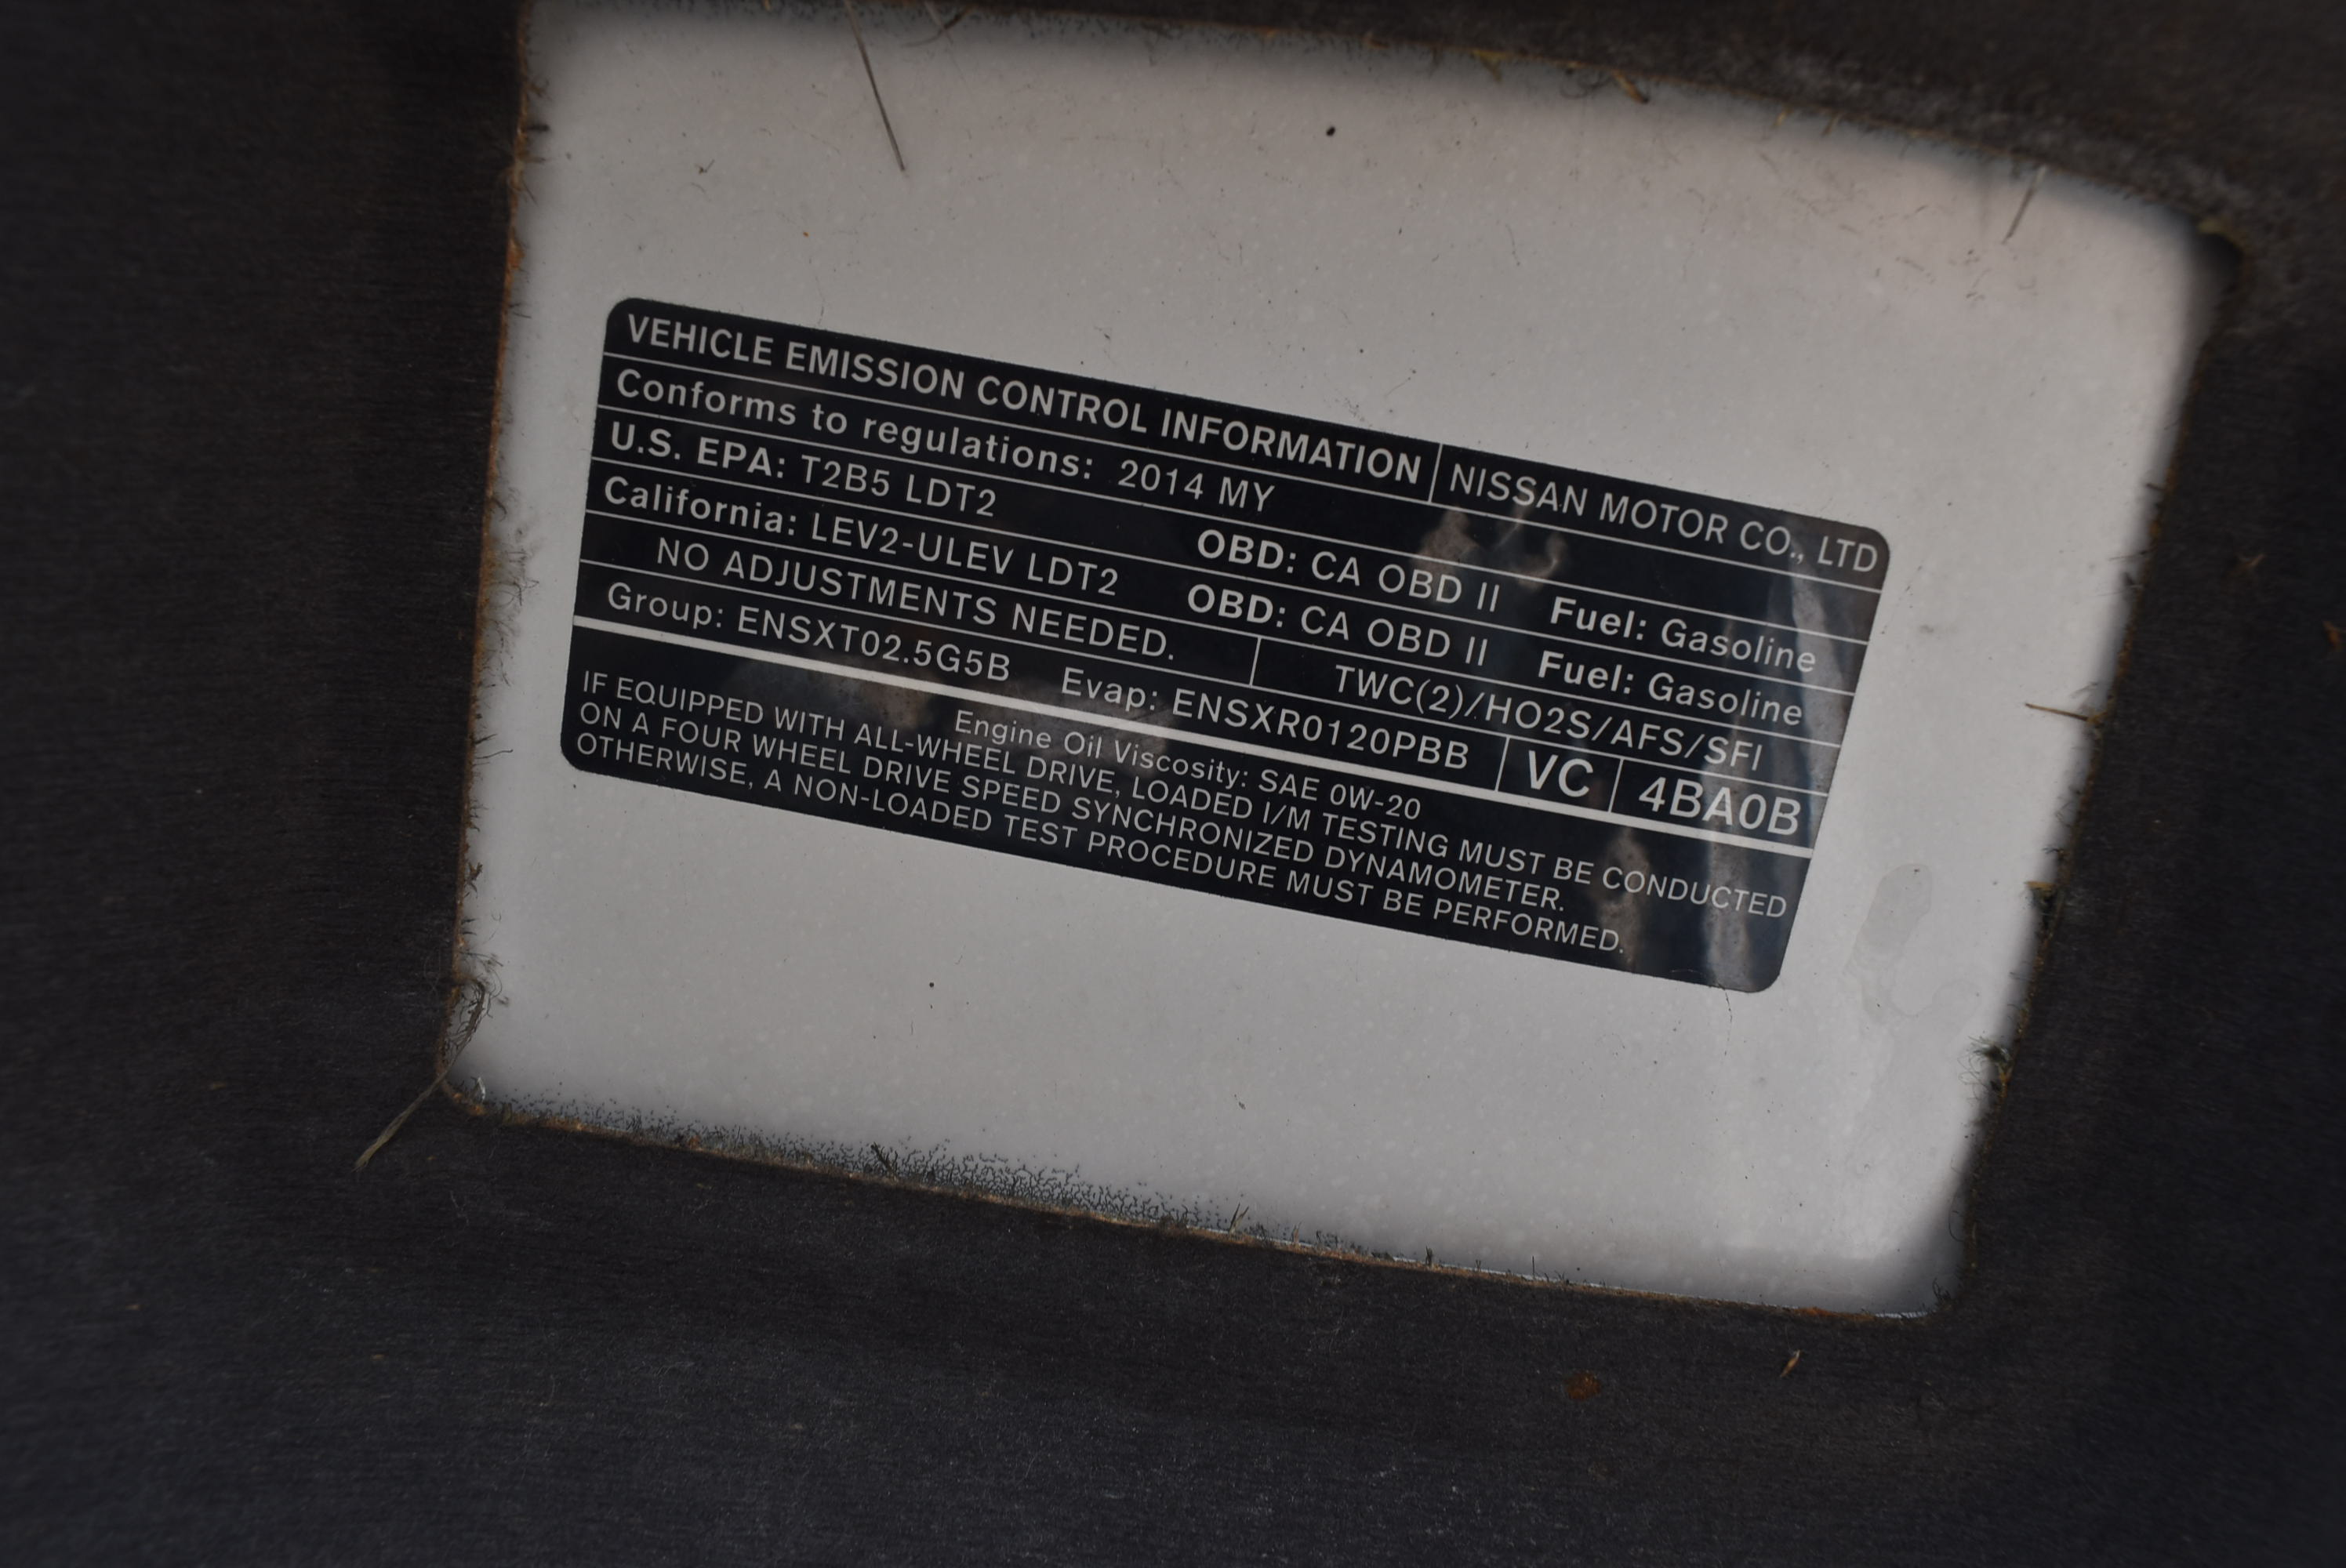 VEHICLE EMISSION CONTROL INFORMATION NISSAN MOTOR CO., LTD
Conforms to regulations: 2014 MY
U.S. EPA: T2B5 LDT2 OBD: CA OBD II Fuel: Gasoline
California: LEV2-ULEV LDT2 OBD: CA OBD II Fuel: Gasoline
NO ADJUSTMENTS NEEDED. TWC(2)/HO2S/AFS/SFI
Group: ENSXT02.5G5B Evap: ENSXR0120PBB VC 4BA0B
Engine Oil Viscosity: SAE 0W-20
IF EQUIPPED WITH ALL-WHEEL DRIVE, LOADED I/M TESTING MUST BE CONDUCTED
ON A FOUR WHEEL DRIVE SPEED SYNCHRONIZED DYNAMOMETER.
OTHERWISE, A NON-LOADED TEST PROCEDURE MUST BE PERFORMED.